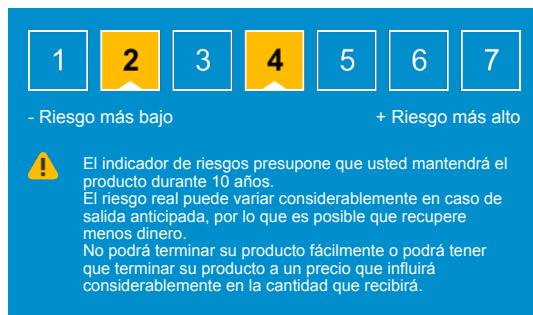 1 2 3 4 5 6 7
- Riesgo más bajo + Riesgo más alto
El indicador de riesgos presupone que usted mantendrá el
producto durante 10 años.
El riesgo real puede variar considerablemente en caso de
salida anticipada, por lo que es posible que recupere
menos dinero.
No podrá terminar su producto fácilmente o podrá tener
que terminar su producto a un precio que influirá
considerablemente en la cantidad que recibirá.